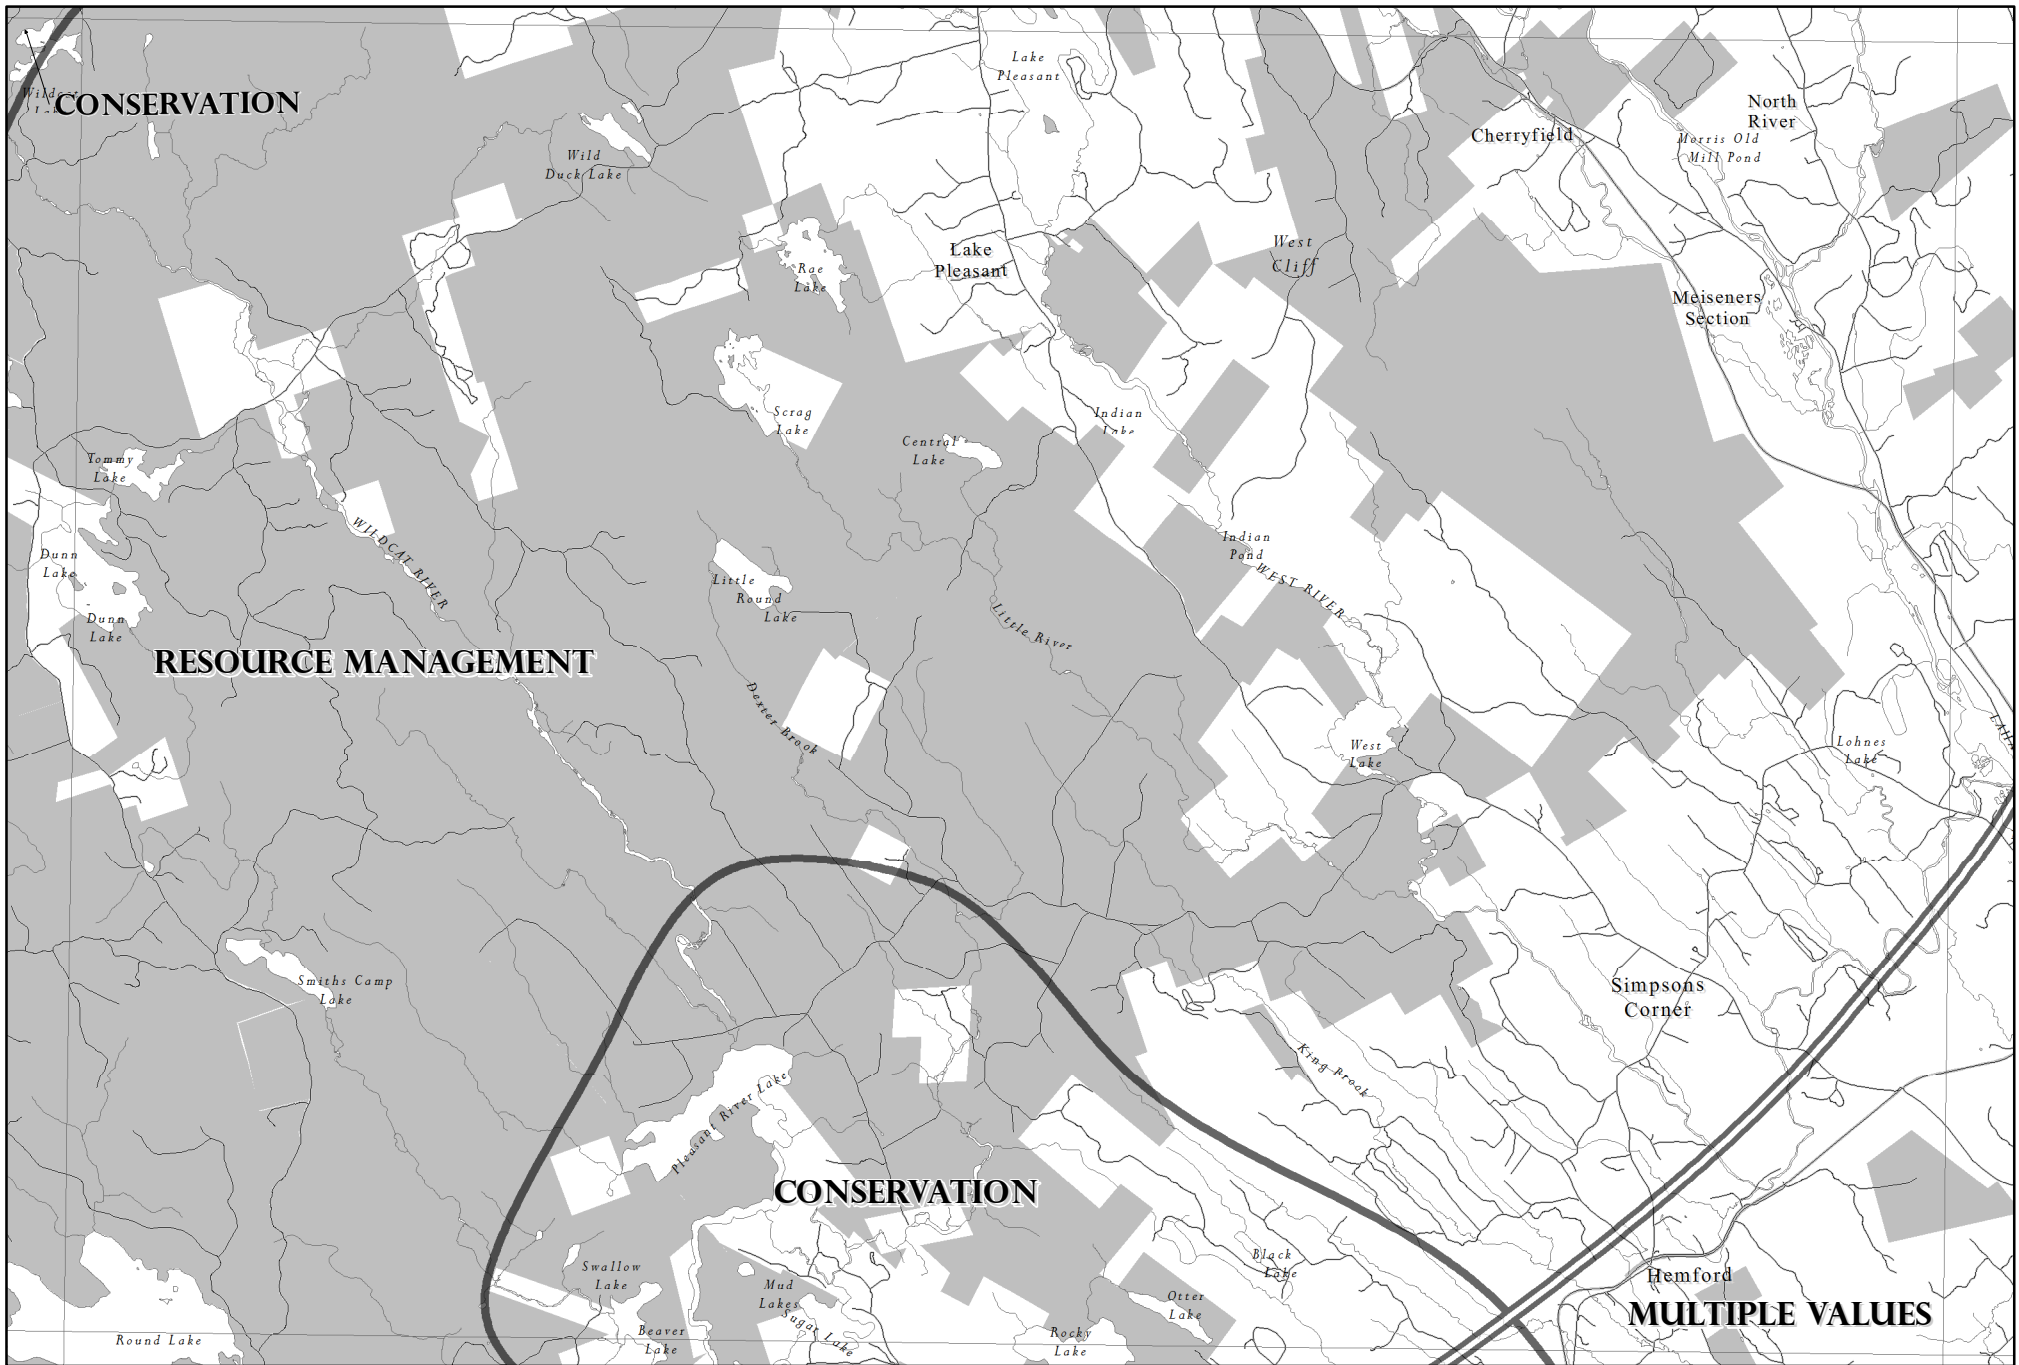 Lake
Pleasant
CONSERVATION
North
River
Cherryfield
Morris Old
Mill Pond
Wild
Duck Lake
West
Cliff
Lake
Pleasant
Rae
Lake
Meiseners
Section
Scrag
Lake
Indian
Lake
Central
Lake
Tommy
Lake
WILDCAT RIVER
Indian
Pond
WEST RIVER
Dunn
Lake
Little
Round
Lake
Little River
Dunn
Lake
RESOURCE MANAGEMENT
Dexter Brook
West
Lake
Lohnes
Lake
Smiths Camp
Lake
Simpsons
Corner
King Brook
Pleasant River Lake
CONSERVATION
Black
Lake
Swallow
Lake
Mud
Lakes
Hemford
Otter
Lake
MULTIPLE VALUES
Sugar Lake
Round Lake
Beaver
Lake
Rocky
Lake